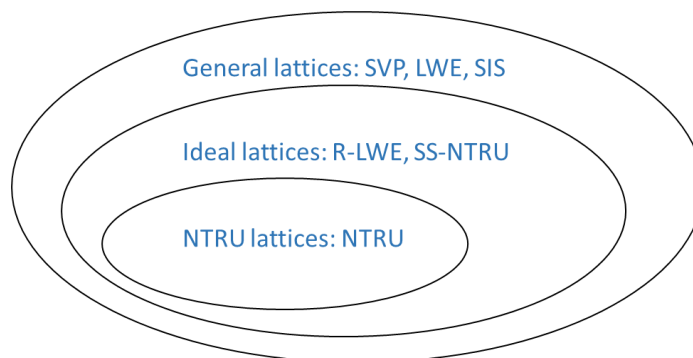 General lattices: SVP, LWE, SIS
Ideal lattices: R-LWE, SS-NTRU
NTRU lattices: NTRU